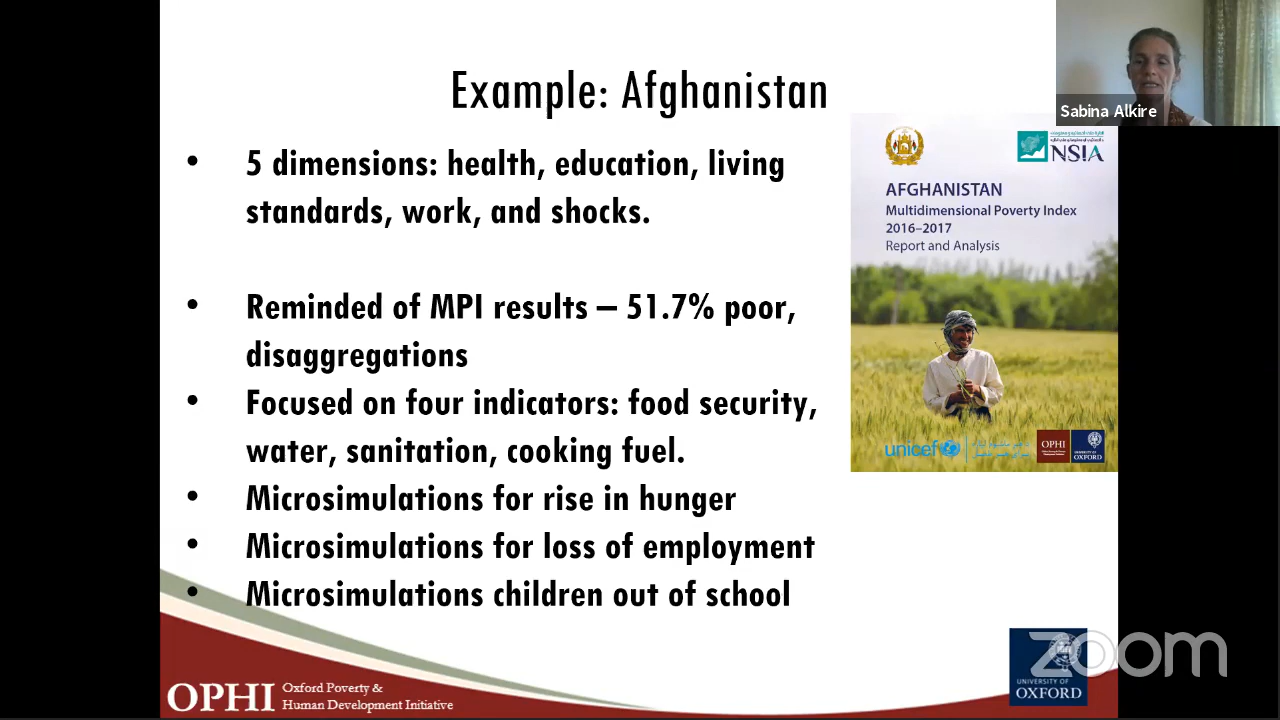 Example: Afghanistan
Sabina Alkire
• 5 dimensions: health, education, living
standards, work, and shocks.
• Reminded of MPI results – 51.7% poor,
disaggregations
• Focused on four indicators: food security,
water, sanitation, cooking fuel.
• Microsimulations for rise in hunger
• Microsimulations for loss of employment
• Microsimulations children out of school
NSIA
AFGHANISTAN
Multidimensional Poverty Index
2016–2017
Report and Analysis
unicef
OPHI
UNIVERSITY OF
OXFORD
OPHI
Oxford Poverty &
Human Development Initiative
UNIVERSITY OF
OXFORD
zoom